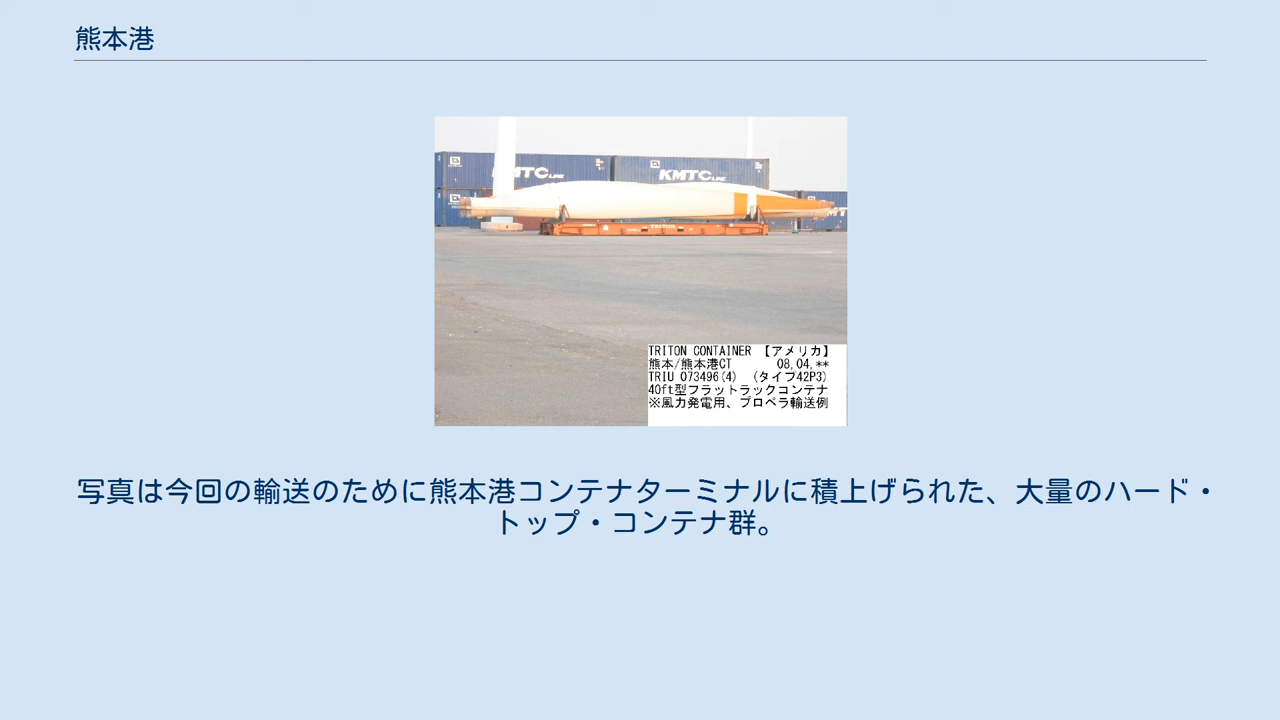 熊本港
KMTC LINE
KMTC LINE
TRITON
TRITON CONTAINER 【アメリカ】
熊本/熊本港CT 08,04,**
TRIU 073496(4) (タイプ42P3)
40ft型フラットラックコンテナ
※風力発電用、プロペラ輸送例
写真は今回の輸送のために熊本港コンテナターミナルに積上げられた、大量のハード・
トップ・コンテナ群。